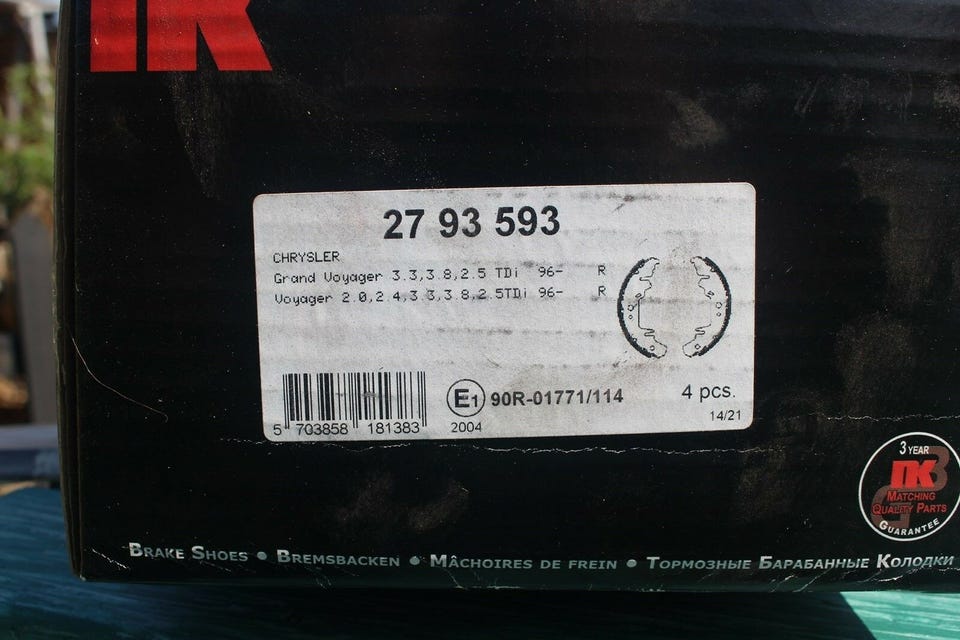 NK
27 93 593
CHRYSLER
Grand Voyager 3.3,3.8,2.5 TDi 96- R
Voyager 2.0,2.4,3.3,3.8,2.5TDi 96- R
E1 90R-01771/114
4 pcs.
5 703858 181383
2004
14/21
3 YEAR
NK
MATCHING
QUALITY PARTS
GUARANTEE
BRAKE SHOES • BREMSBACKEN • MÂCHOIRES DE FREIN • ТОРМОЗНЫЕ БАРАБАННЫЕ КОЛОДКИ